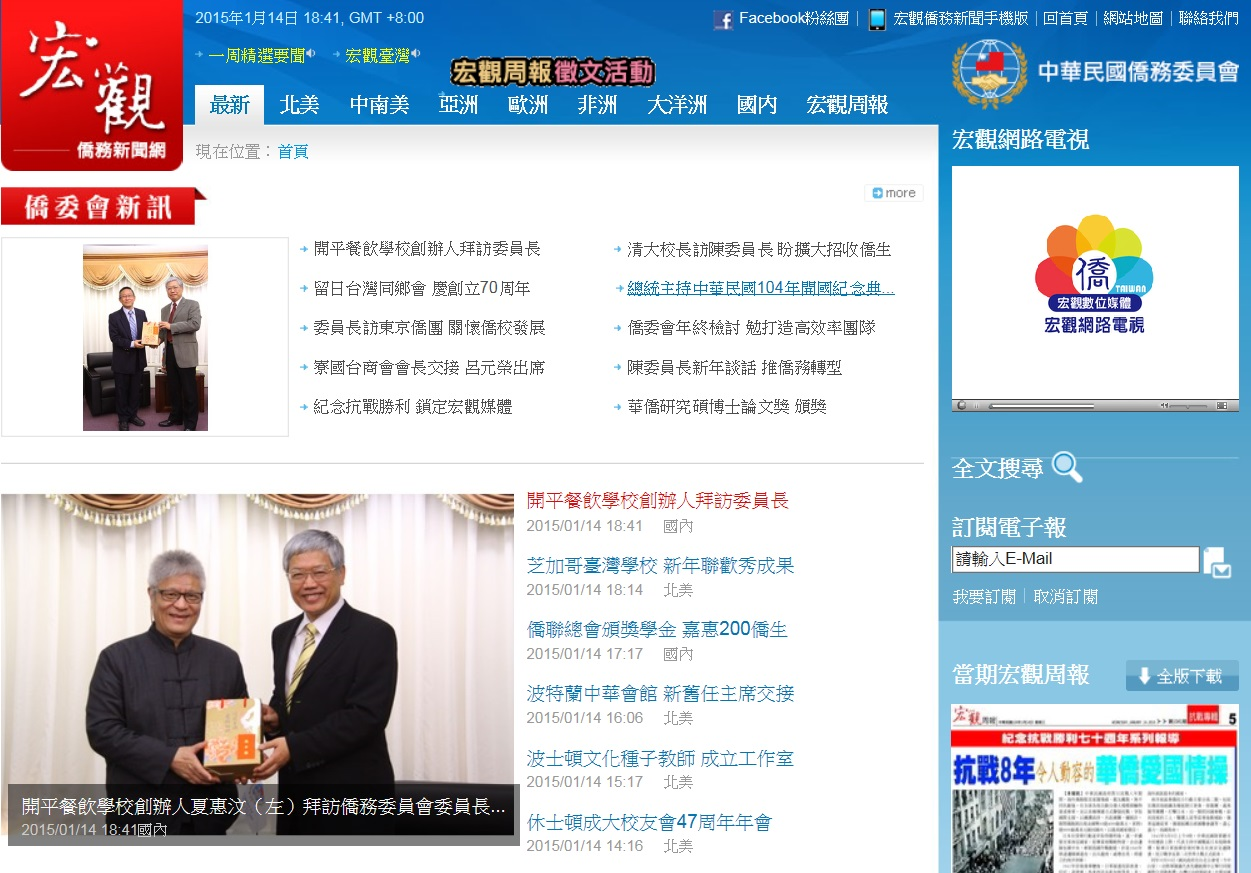 宏觀
僑務新聞網
2015年1月14日 18:41, GMT +8:00
Facebook粉絲團
宏觀僑務新聞手機版
回首頁
網站地圖
聯絡我們
一周精選要聞
宏觀臺灣
宏觀周報徵文活動
中華民國僑務委員會
最新 北美 中南美 亞洲 歐洲 非洲 大洋洲 國內 宏觀周報
現在位置：首頁
僑委會新訊
more
開平餐飲學校創辦人拜訪委員長
留日台灣同鄉會 慶創立70周年
委員長訪東京僑團 關懷僑校發展
寮國台商會會長交接 呂元榮出席
紀念抗戰勝利 鎖定宏觀媒體
清大校長訪陳委員長 盼擴大招收僑生
總統主持中華民國104年開國紀念典...
僑委會年終檢討 勉打造高效率團隊
陳委員長新年談話 推僑務轉型
華僑研究碩博士論文獎 頒獎
開平餐飲學校創辦人夏惠汶（左）拜訪僑務委員會委員長...
2015/01/14 18:41國內
開平餐飲學校創辦人拜訪委員長
2015/01/14 18:41 國內
芝加哥臺灣學校 新年聯歡秀成果
2015/01/14 18:14 北美
僑聯總會頒獎學金 嘉惠200僑生
2015/01/14 17:17 國內
波特蘭中華會館 新舊任主席交接
2015/01/14 16:06 北美
波士頓文化種子教師 成立工作室
2015/01/14 15:17 北美
休士頓成大校友會47周年年會
2015/01/14 14:16 北美
宏觀網路電視
僑
TAIWAN
宏觀數位媒體
宏觀網路電視
全文搜尋
訂閱電子報
請輸入E-Mail
我要訂閱 取消訂閱
當期宏觀周報
全版下載
宏觀周報
抗戰專輯
5
紀念抗戰勝利七十週年系列報導
抗戰8年令人動容的華僑愛國情操